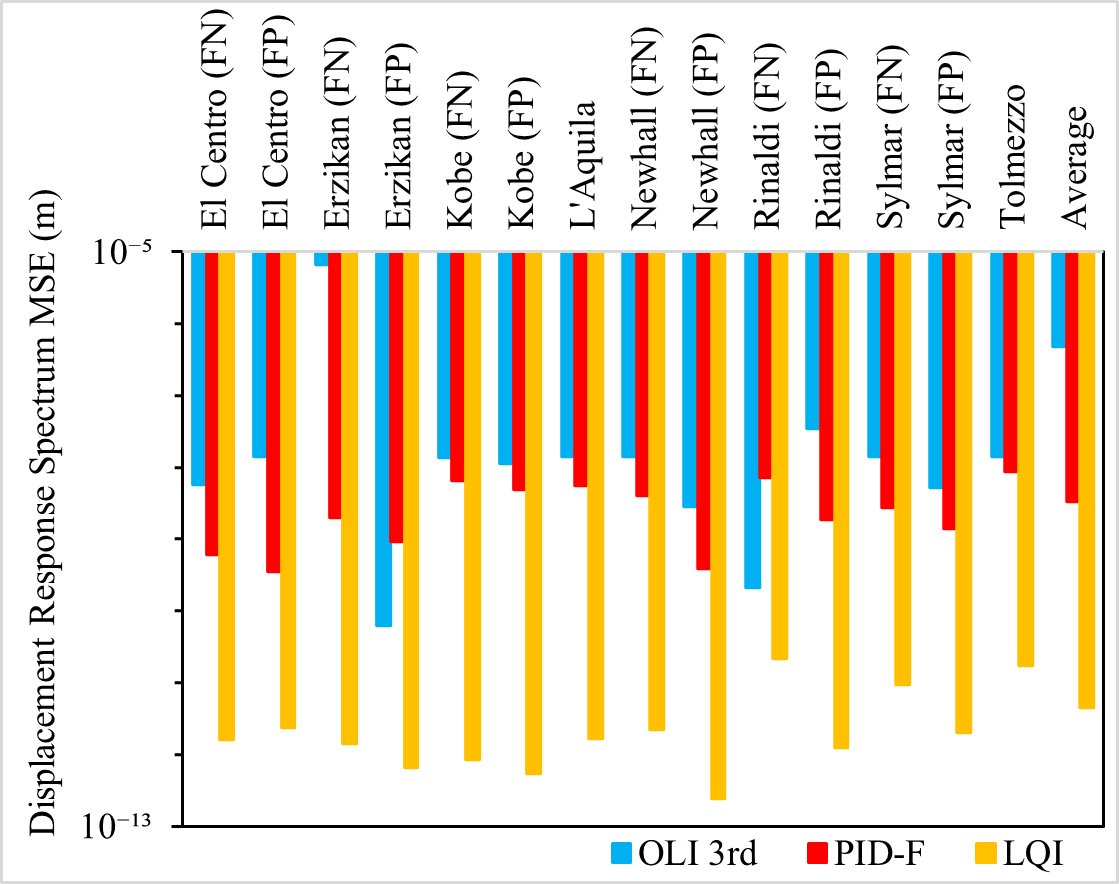 El Centro (FN)
El Centro (FP)
Erzikan (FN)
Erzikan (FP)
Kobe (FN)
Kobe (FP)
L'Aquila
Newhall (FN)
Newhall (FP)
Rinaldi (FN)
Rinaldi (FP)
Sylmar (FN)
Sylmar (FP)
Tolmezzo
Average
Displacement Response Spectrum MSE (m)
10⁻⁵
10⁻¹³
OLI 3rd
PID-F
LQI